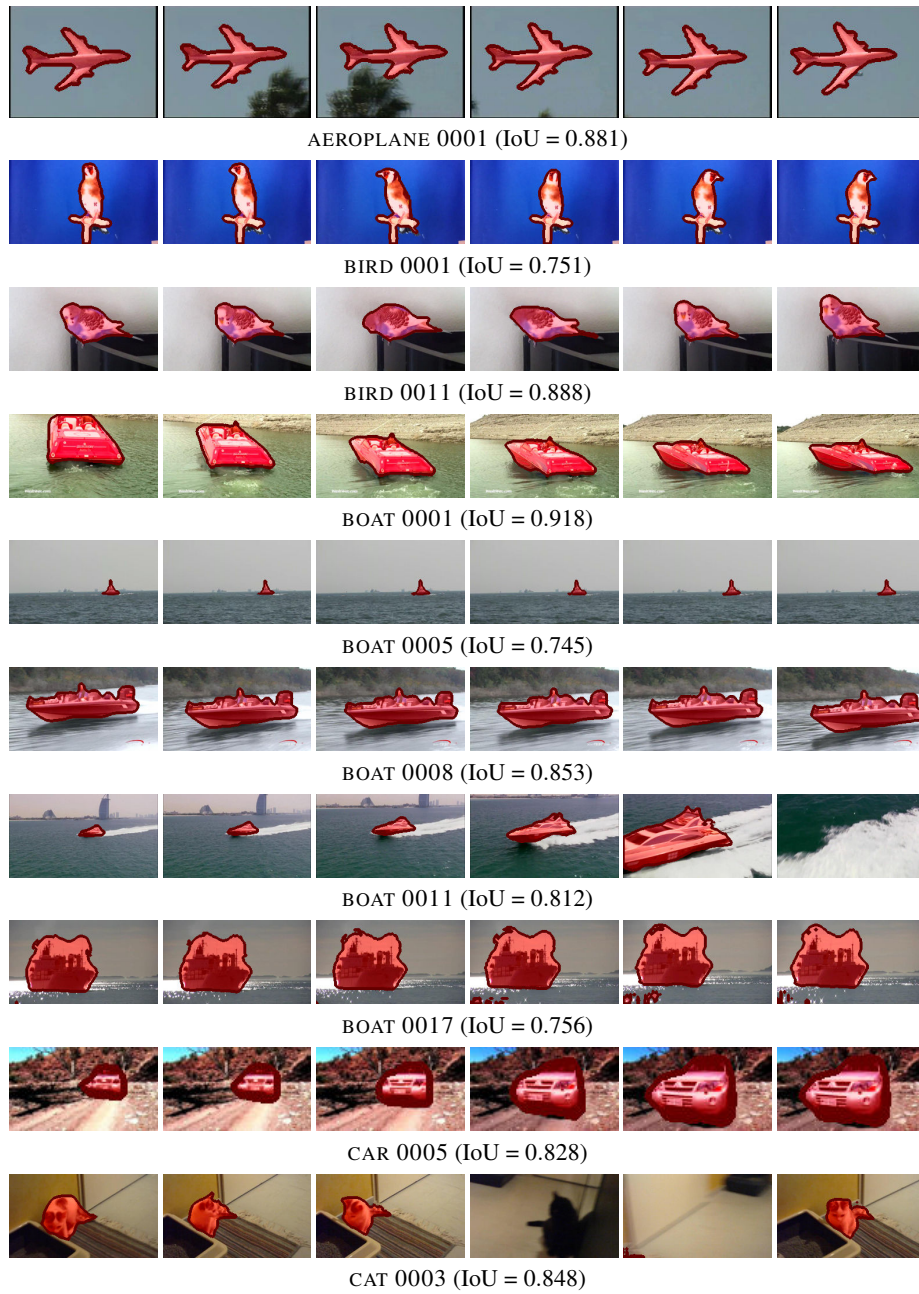 AEROPLANE 0001 (IoU = 0.881)
BIRD 0001 (IoU = 0.751)
BIRD 0011 (IoU = 0.888)
BOAT 0001 (IoU = 0.918)
BOAT 0005 (IoU = 0.745)
BOAT 0008 (IoU = 0.853)
BOAT 0011 (IoU = 0.812)
BOAT 0017 (IoU = 0.756)
CAR 0005 (IoU = 0.828)
CAT 0003 (IoU = 0.848)